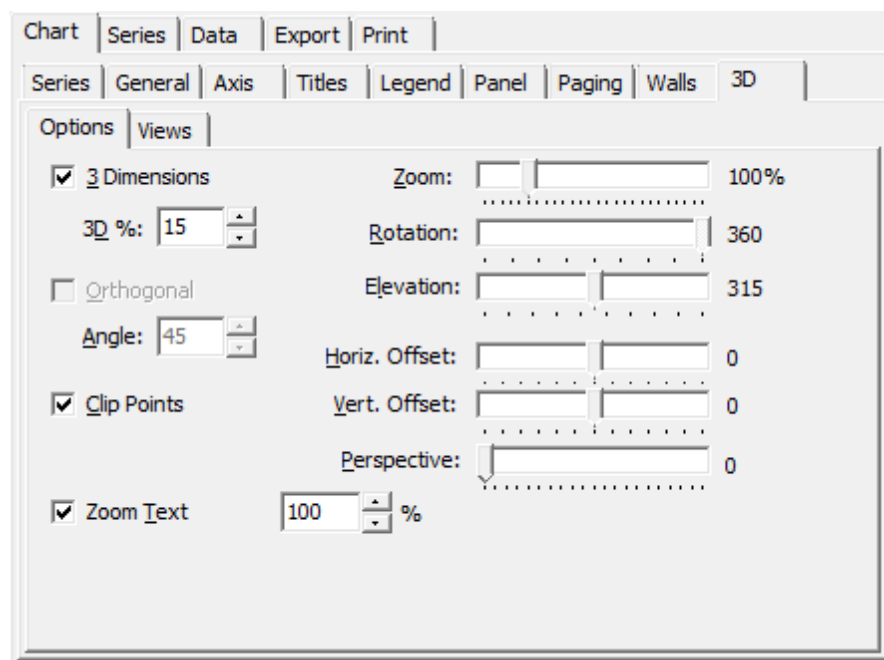 Chart Series Data Export Print
Series General Axis Titles Legend Panel Paging Walls 3D
Options Views
3 Dimensions Zoom: 100%
3D %: 15 Rotation: 360
Orthogonal Elevation: 315
Angle: 45 Horiz. Offset: 0
Clip Points Vert. Offset: 0
Perspective: 0
Zoom Text 100 %